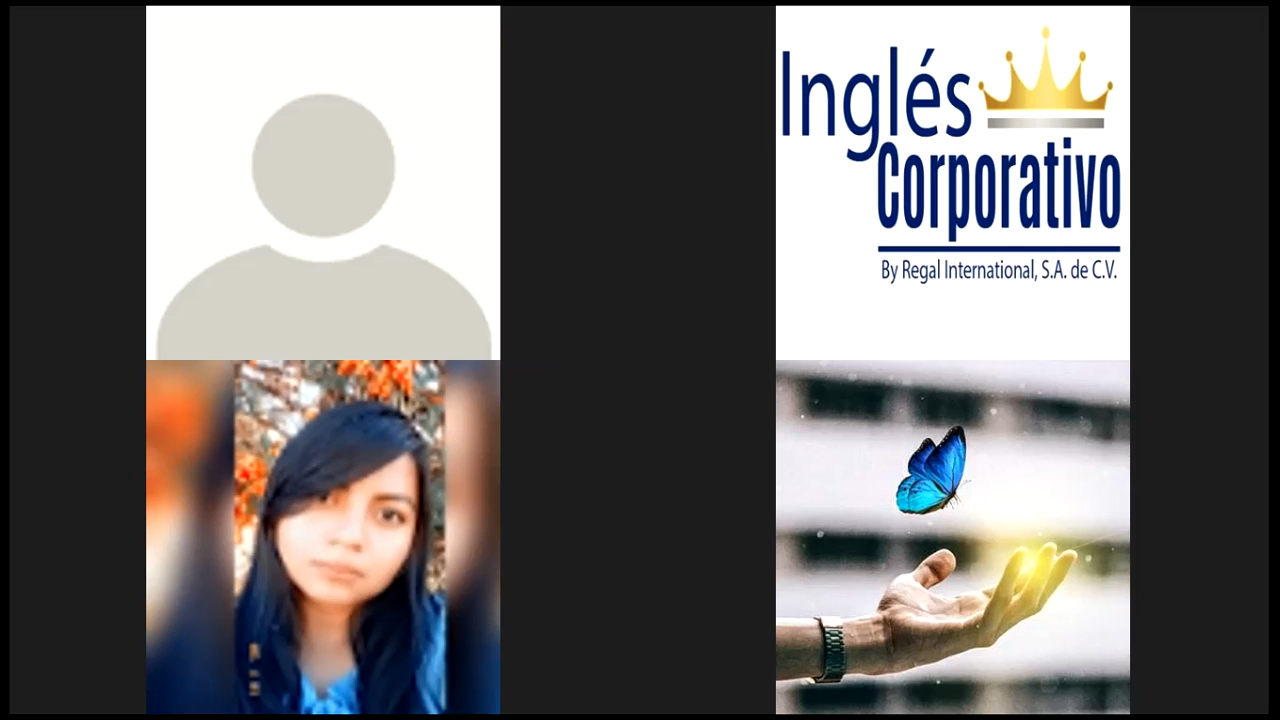 Inglés
Corporativo
By Regal International, S.A. de C.V.